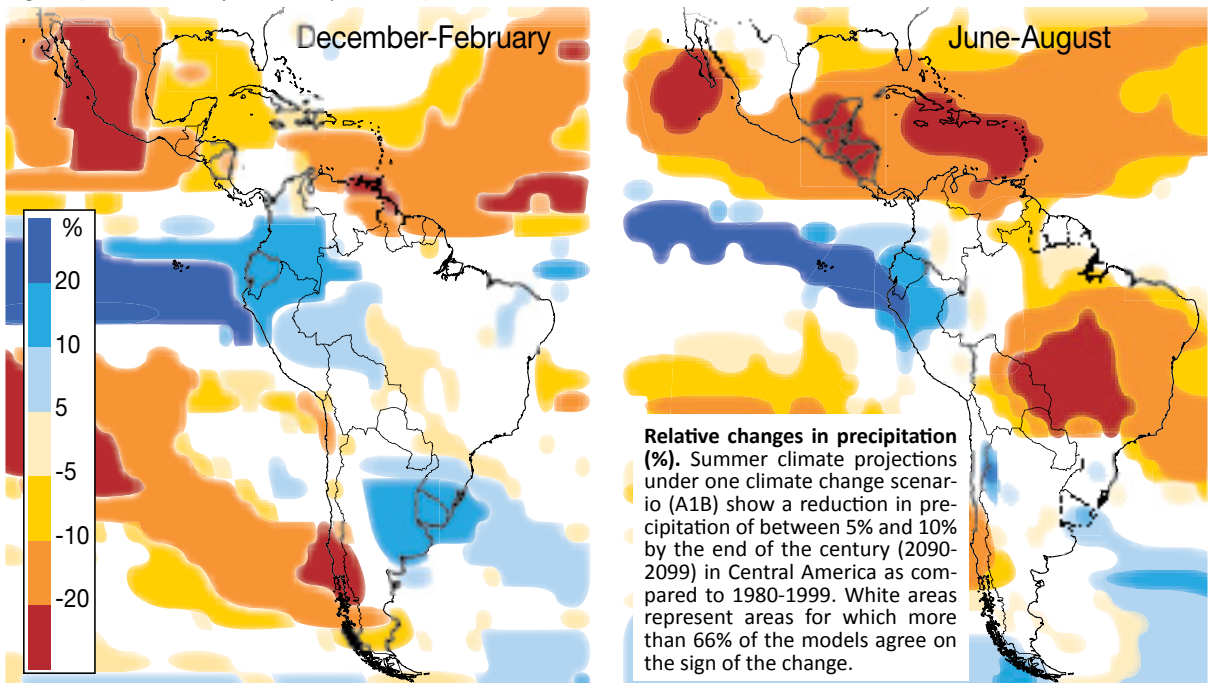 December-February
June-August
%
20
10
5
-5
-10
-20
Relative changes in precipitation
(%). Summer climate projections
under one climate change scenar-
io (A1B) show a reduction in pre-
cipitation of between 5% and 10%
by the end of the century (2090-
2099) in Central America as com-
pared to 1980-1999. White areas
represent areas for which more
than 66% of the models agree on
the sign of the change.